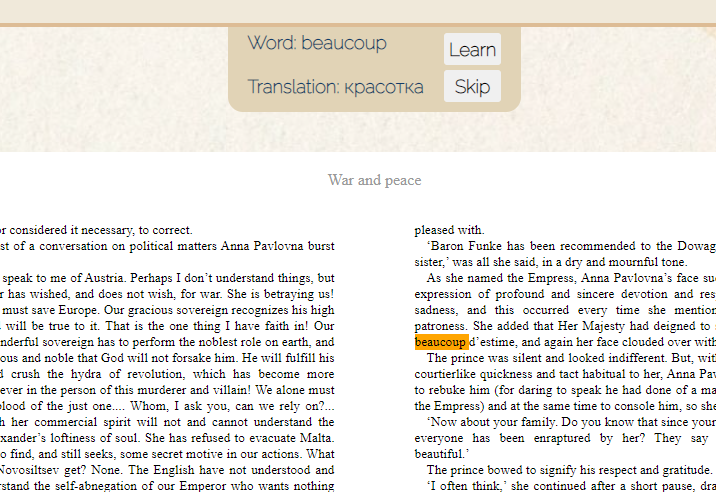 Word: beaucoup
Learn
Translation: красотка
Skip
War and peace
or considered it necessary, to correct.
st of a conversation on political matters Anna Pavlovna burst
speak to me of Austria. Perhaps I don’t understand things, but
r has wished, and does not wish, for war. She is betraying us!
must save Europe. Our gracious sovereign recognizes his high
will be true to it. That is the one thing I have faith in! Our
nderful sovereign has to perform the noblest role on earth, and
ous and noble that God will not forsake him. He will fulfill his
d crush the hydra of revolution, which has become more
ever in the person of this murderer and villain! We alone must
blood of the just one.... Whom, I ask you, can we rely on?...
h her commercial spirit will not and cannot understand the
exander’s loftiness of soul. She has refused to evacuate Malta.
o find, and still seeks, some secret motive in our actions. What
Novosiltsev get? None. The English have not understood and
erstand the self-abnegation of our Emperor who wants nothing
pleased with.
‘Baron Funke has been recommended to the Dowag
sister,’ was all she said, in a dry and mournful tone.
As she named the Empress, Anna Pavlovna’s face su
expression of profound and sincere devotion and res
sadness, and this occurred every time she mention
patroness. She added that Her Majesty had deigned to
beaucoup d’estime, and again her face clouded over with
The prince was silent and looked indifferent. But, wit
courtierlike quickness and tact habitual to her, Anna Pav
to rebuke him (for daring to speak he had done of a ma
the Empress) and at the same time to console him, so she
‘Now about your family. Do you know that since your
everyone has been enraptured by her? They say
beautiful.’
The prince bowed to signify his respect and gratitude.
‘I often think,’ she continued after a short pause, dra